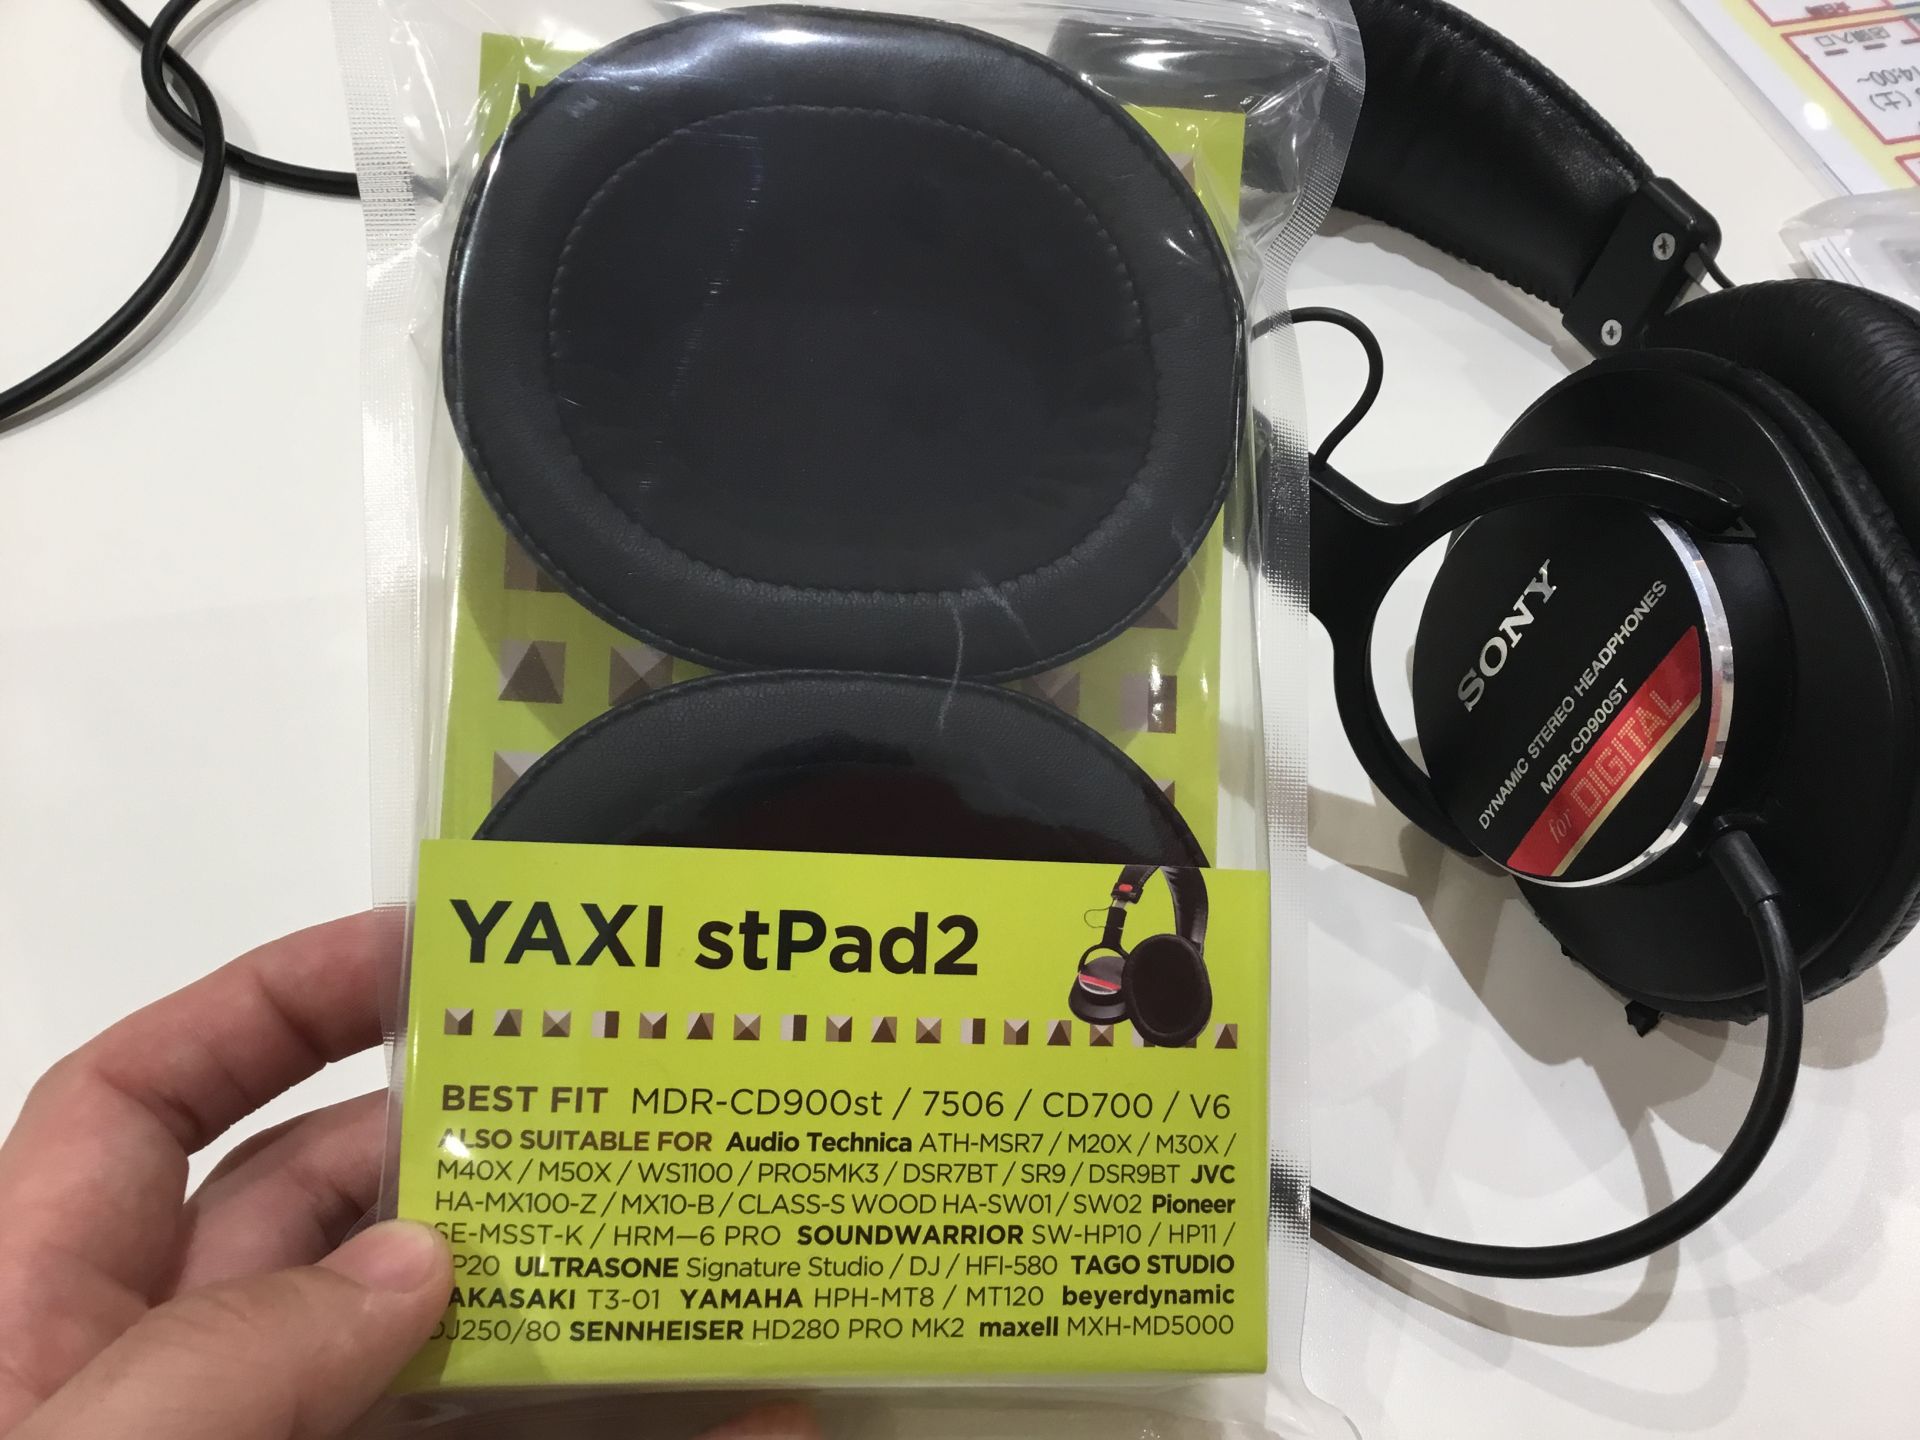 YAXI stPad2
BEST FIT MDR-CD900st / 7506 / CD700 / V6
ALSO SUITABLE FOR Audio Technica ATH-MSR7 / M20X / M30X /
M40X / M50X / WS1100 / PRO5MK3 / DSR7BT / SR9 / DSR9BT JVC
HA-MX100-Z / MX10-B / CLASS-S WOOD HA-SW01 / SW02 Pioneer
SE-MSST-K / HRM—6 PRO SOUNDWARRIOR SW-HP10 / HP11 /
P20 ULTRASONE Signature Studio / DJ / HFI-580 TAGO STUDIO
AKASAKI T3-01 YAMAHA HPH-MT8 / MT120 beyerdynamic
DJ250/80 SENNHEISER HD280 PRO MK2 maxell MXH-MD5000
SONY
DYNAMIC STEREO HEADPHONES
MDR-CD900ST
for DIGITAL
14:00~
(土)